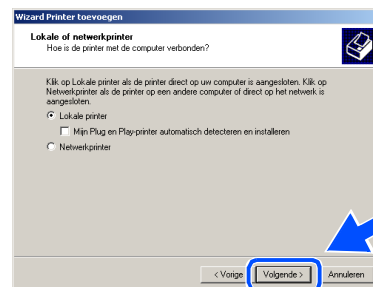 Wizard Printer toevoegen
Lokale of netwerkprinter
Hoe is de printer met de computer verbonden?
Klik op Lokale printer als de printer direct op uw computer is aangesloten. Klik op
Netwerkprinter als de printer op een andere computer of direct op het netwerk is
aangesloten.
Lokale printer
Mijn Plug en Play-printer automatisch detecteren en installeren
Netwerkprinter
< Vorige
Volgende >
Annuleren